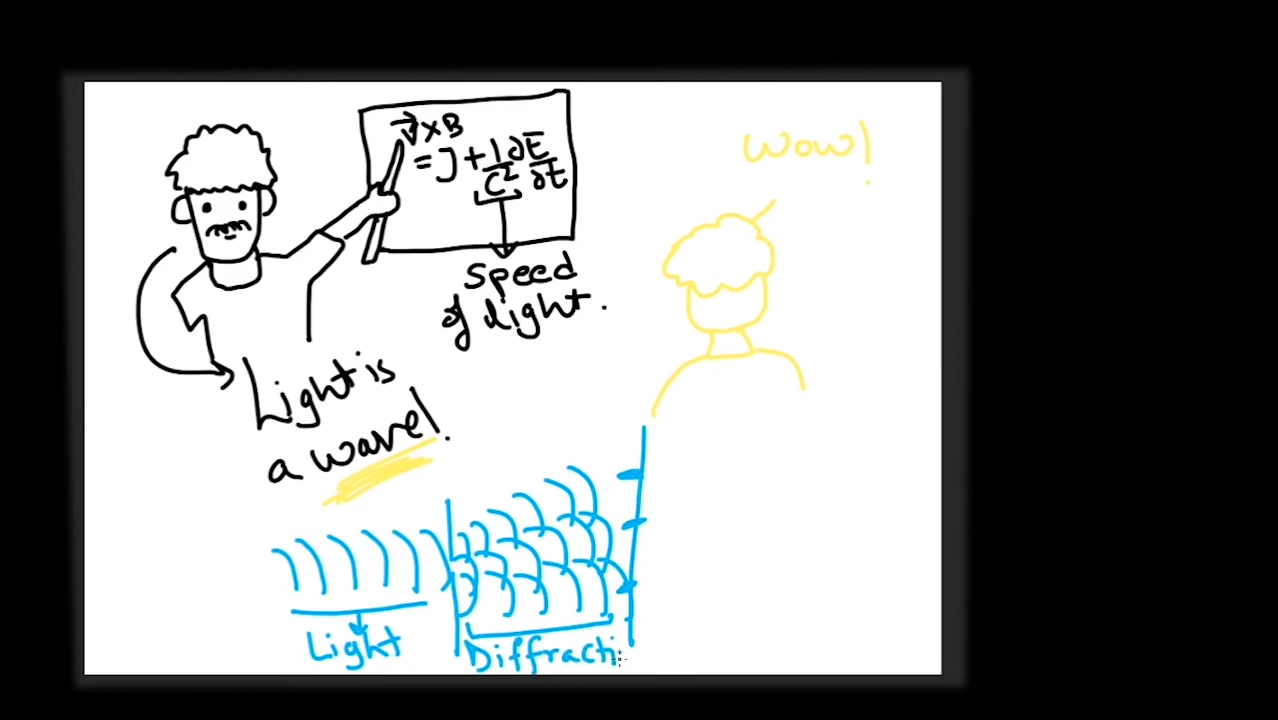 ∇⃗ × B
= J + 1/C² ∂E/∂t
Speed
of light.
wow!
Light is
a wave!
Light
Diffracti